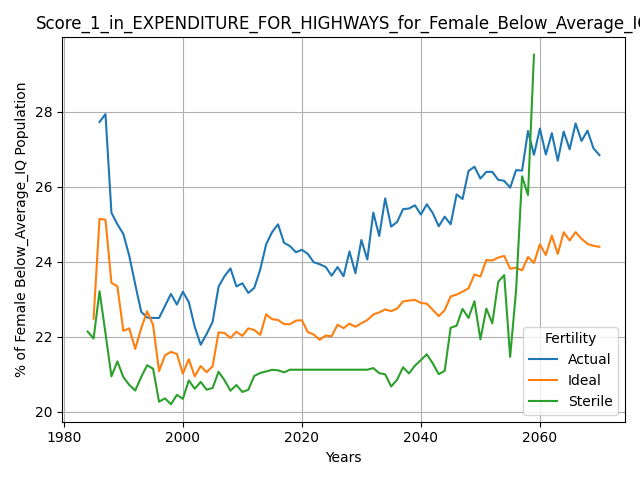 Score_1_in_EXPENDITURE_FOR_HIGHWAYS_for_Female_Below_Average_IQ
% of Female Below_Average_IQ Population
28
26
24
22
20
1980
2000
2020
2040
2060
Years
Fertility
Actual
Ideal
Sterile